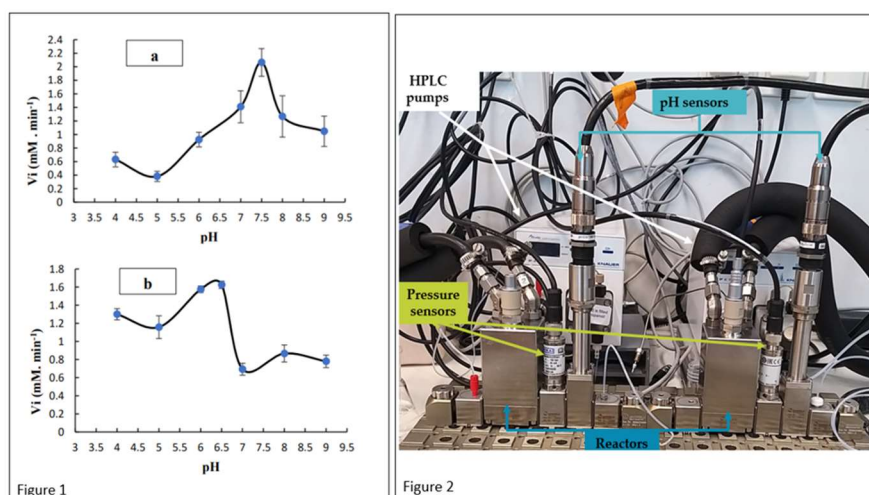 a
Vi (mM . min⁻¹)
2.4
2.2
2
1.8
1.6
1.4
1.2
1
0.8
0.6
0.4
0.2
0
3 3.5 4 4.5 5 5.5 6 6.5 7 7.5 8 8.5 9 9.5
pH
b
Vi (mM. min⁻¹)
1.8
1.6
1.4
1.2
1
0.8
0.6
0.4
0.2
0
3 3.5 4 4.5 5 5.5 6 6.5 7 7.5 8 8.5 9 9.5
pH
Figure 1
HPLC
pumps
pH sensors
KNAUER
Pressure
sensors
Reactors
Figure 2